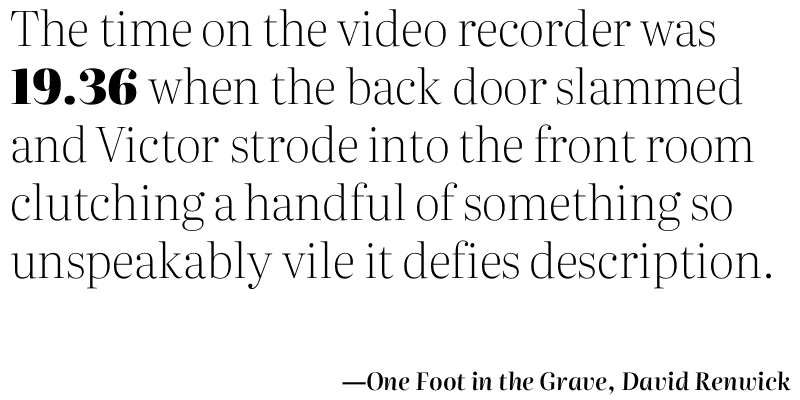 The time on the video recorder was
19.36 when the back door slammed
and Victor strode into the front room
clutching a handful of something so
unspeakably vile it defies description.
—One Foot in the Grave, David Renwick